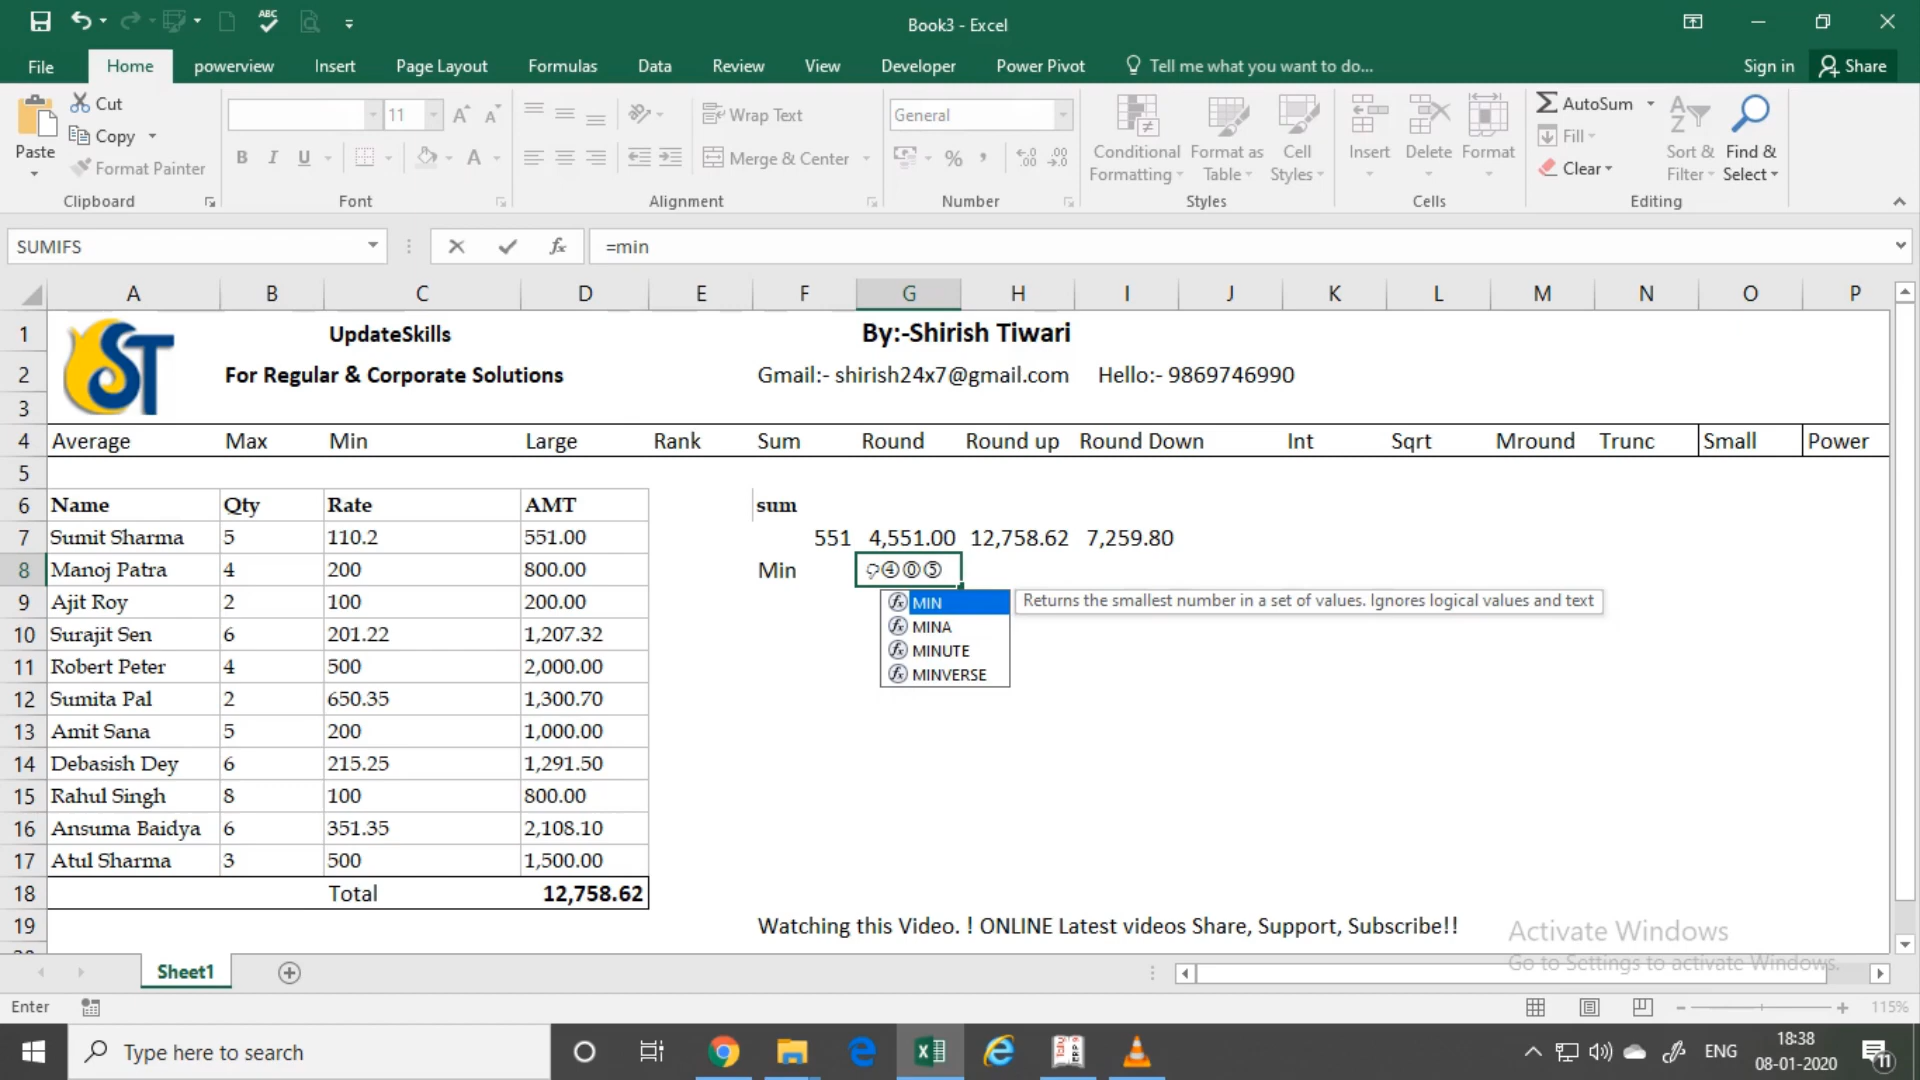 Book3 - Excel
File Home powerview Insert Page Layout Formulas Data Review View Developer Power Pivot Tell me what you want to do... Sign in Share
Paste Cut Copy Format Painter Clipboard
11 B I U A Font
Wrap Text Merge & Center Alignment
General % Number
Conditional Formatting Format as Table Cell Styles Styles
Insert Delete Format Cells
AutoSum Fill Clear Sort & Filter Find & Select Editing
SUMIFS =min
A B C D E F G H I J K L M N O P
1 ST UpdateSkills By:-Shirish Tiwari
2 For Regular & Corporate Solutions Gmail:- shirish24x7@gmail.com Hello:- 9869746990
3
4 Average Max Min Large Rank Sum Round Round up Round Down Int Sqrt Mround Trunc Small Power
5
6 Name Qty Rate AMT sum
7 Sumit Sharma 5 110.2 551.00 551 4,551.00 12,758.62 7,259.80
8 Manoj Patra 4 200 800.00 Min ④⓪⑤
9 Ajit Roy 2 100 200.00
MIN Returns the smallest number in a set of values. Ignores logical values and text
MINA
MINUTE
MINVERSE
10 Surajit Sen 6 201.22 1,207.32
11 Robert Peter 4 500 2,000.00
12 Sumita Pal 2 650.35 1,300.70
13 Amit Sana 5 200 1,000.00
14 Debasish Dey 6 215.25 1,291.50
15 Rahul Singh 8 100 800.00
16 Ansuma Baidya 6 351.35 2,108.10
17 Atul Sharma 3 500 1,500.00
18 Total 12,758.62
19 Watching this Video. ! ONLINE Latest videos Share, Support, Subscribe!!
Activate Windows
Go to Settings to activate Windows.
Sheet1
Enter 115%
Type here to search ENG 18:38
08-01-2020 11